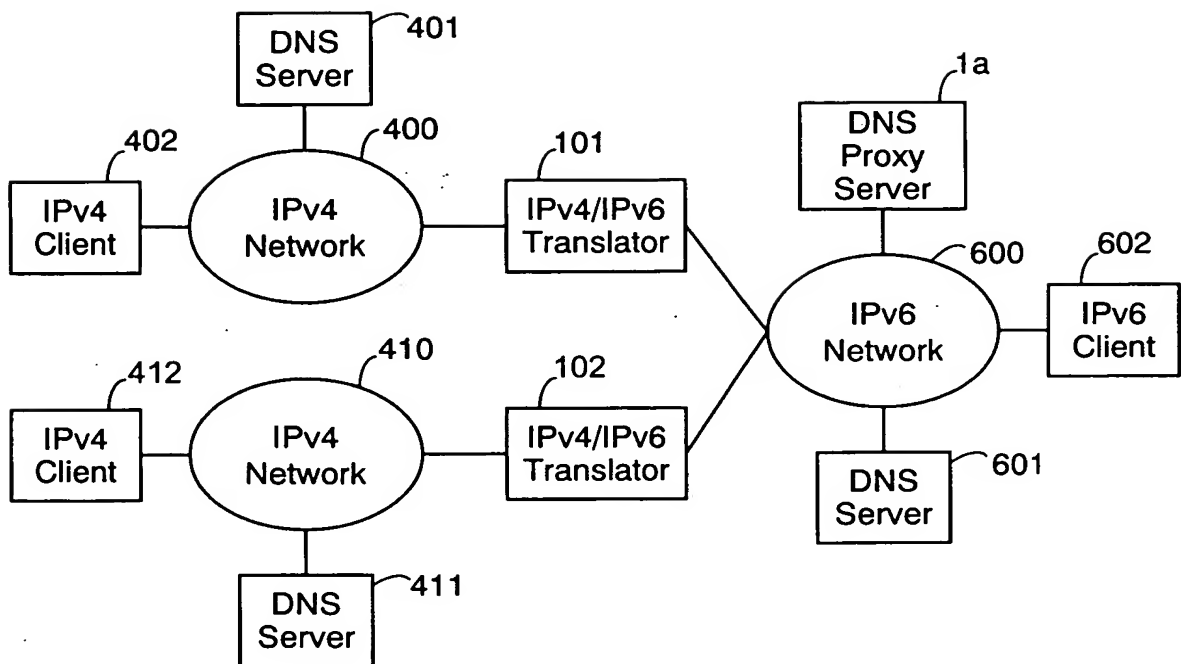 DNS
Server
401
402
IPv4
Client
400
IPv4
Network
101
IPv4/IPv6
Translator
1a
DNS
Proxy
Server
600
IPv6
Network
602
IPv6
Client
412
IPv4
Client
410
IPv4
Network
102
IPv4/IPv6
Translator
DNS
Server
601
DNS
Server
411